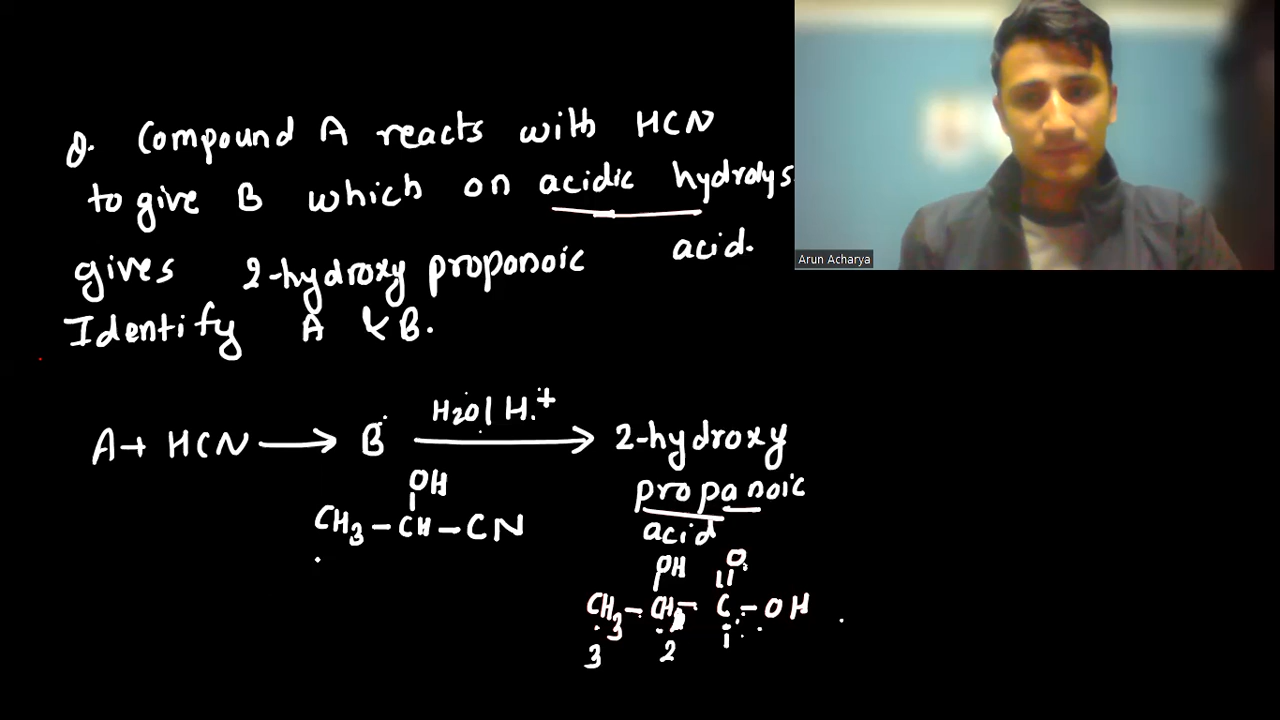 Q. Compound A reacts with HCN
to give B which on acidic hydrolys
gives 2-hydroxy propanoic acid.
Identify A & B.
Arun Acharya
A + HCN → B H2O/H+ → 2-hydroxy
propanoic
acid
OH
CH3 – CH – CN
OH O
CH3 – CH – C – OH
3 2 1